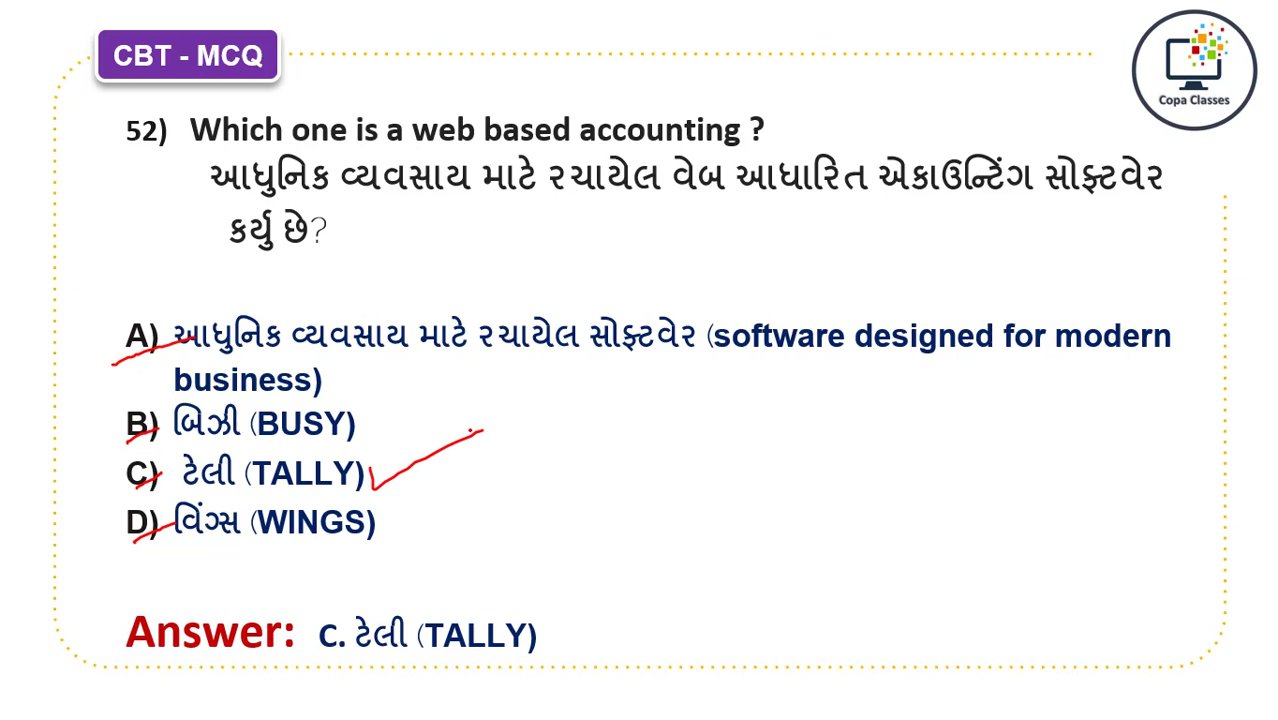 CBT - MCQ
Copa Classes
52) Which one is a web based accounting ?
આધુનિક વ્યવસાય માટે રચાયેલ વેબ આધારિત એકાઉન્ટિંગ સોફ્ટવેર
કર્યુ છે?
A) આધુનિક વ્યવસાય માટે રચાયેલ સોફ્ટવેર (software designed for modern
business)
B) બિઝી (BUSY)
C) ટેલી (TALLY)
D) વિંગ્સ (WINGS)
Answer: C. ટેલી (TALLY)